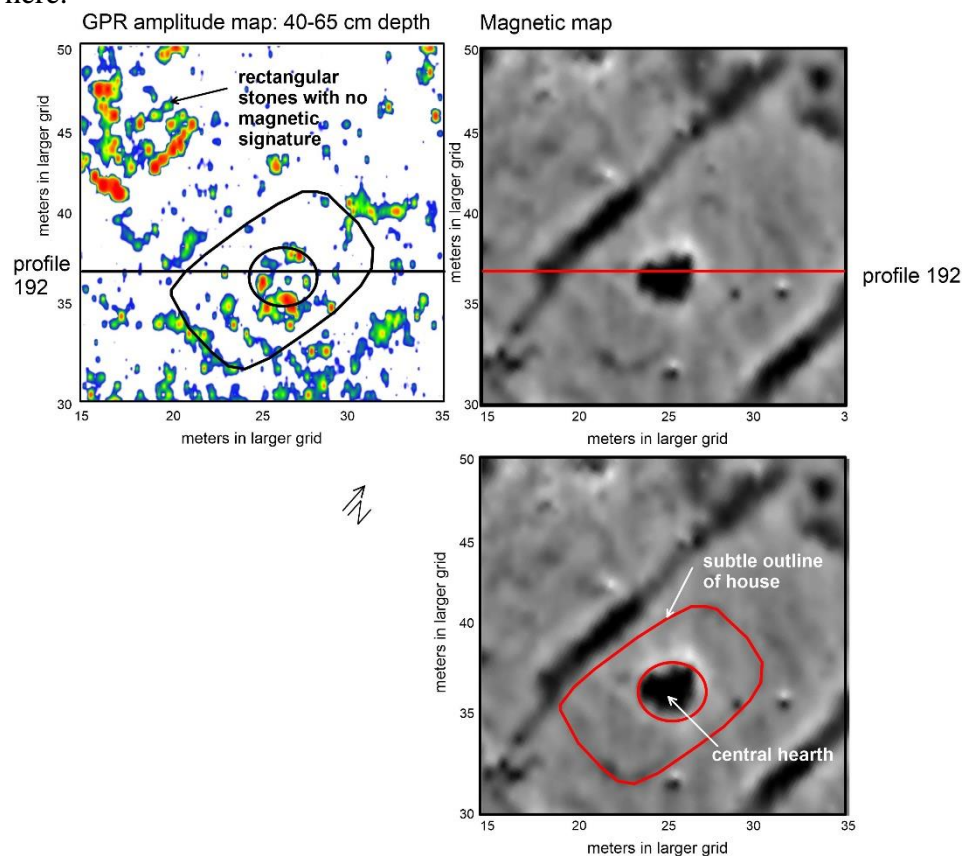 here.
GPR amplitude map: 40-65 cm depth
Magnetic map
50
45
40
35
30
meters in larger grid
rectangular
stones with no
magnetic
signature
profile
192
15 20 25 30 35
meters in larger grid
50
45
40
35
30
meters in larger grid
profile 192
15 20 25 30 3
meters in larger grid
N
50
45
40
35
30
meters in larger grid
subtle outline
of house
central hearth
15 20 25 30 35
meters in larger grid